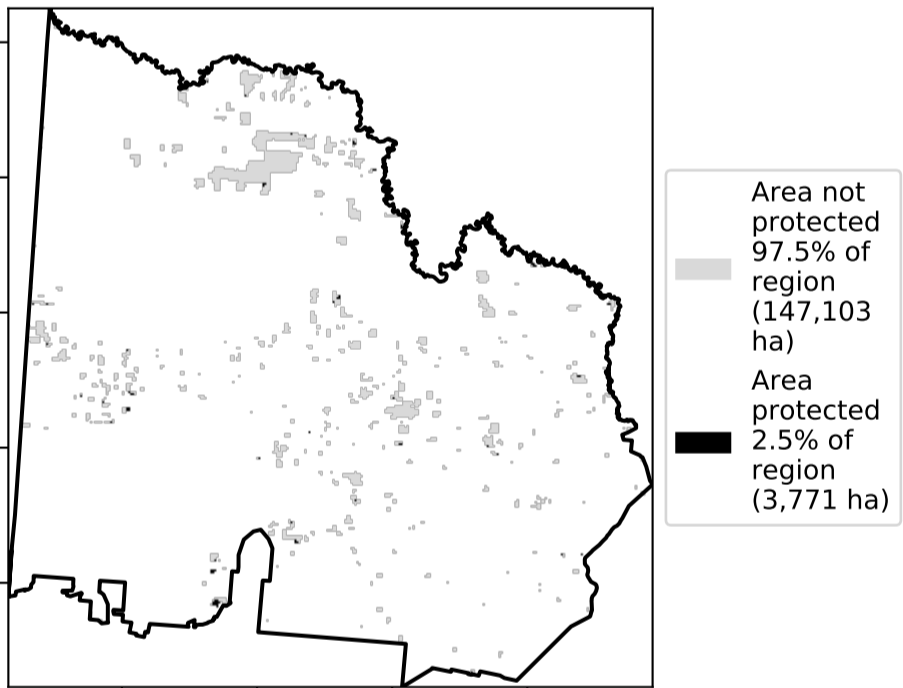 Area not
protected
97.5% of
region
(147,103
ha)
Area
protected
2.5% of
region
(3,771 ha)